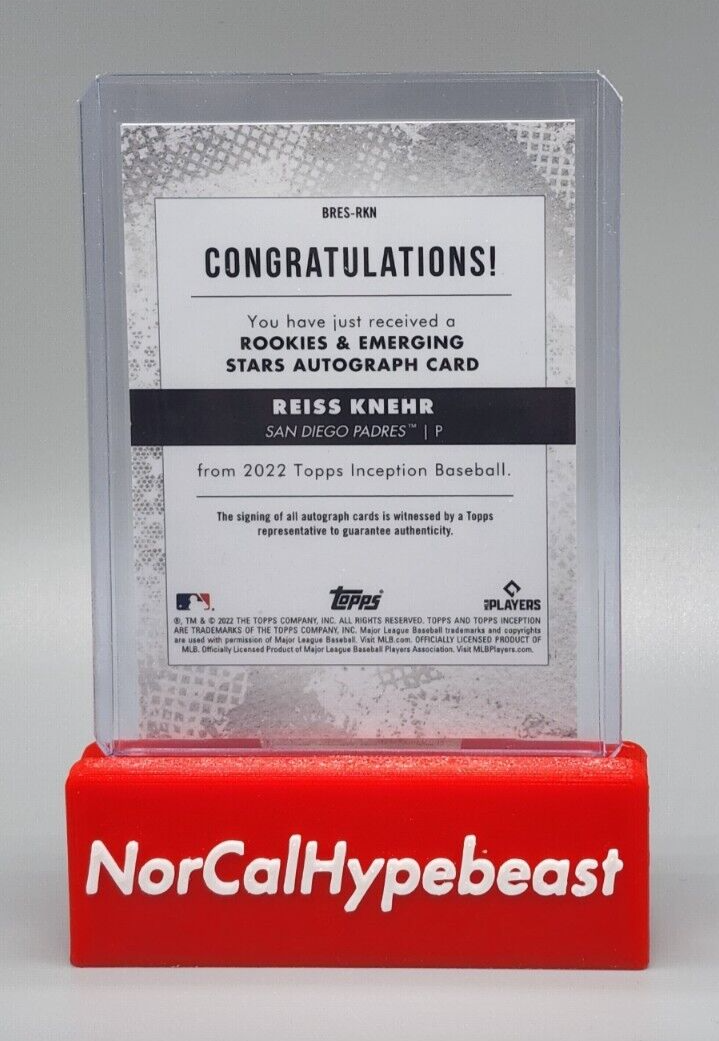 BRES-RKN
CONGRATULATIONS!
You have just received a
ROOKIES & EMERGING
STARS AUTOGRAPH CARD
REISS KNEHR
SAN DIEGO PADRES™ | P
from 2022 Topps Inception Baseball.
The signing of all autograph cards is witnessed by a Topps
representative to guarantee authenticity.
Topps
MLB PLAYERS
®, TM & © 2022 THE TOPPS COMPANY, INC. ALL RIGHTS RESERVED. TOPPS AND TOPPS INCEPTION
ARE TRADEMARKS OF THE TOPPS COMPANY, INC. Major League Baseball trademarks and copyrights
are used with permission of Major League Baseball. Visit MLB.com. OFFICIALLY LICENSED PRODUCT OF
MLB. Officially Licensed Product of Major League Baseball Players Association. Visit MLBPlayers.com.
NorCalHypebeast